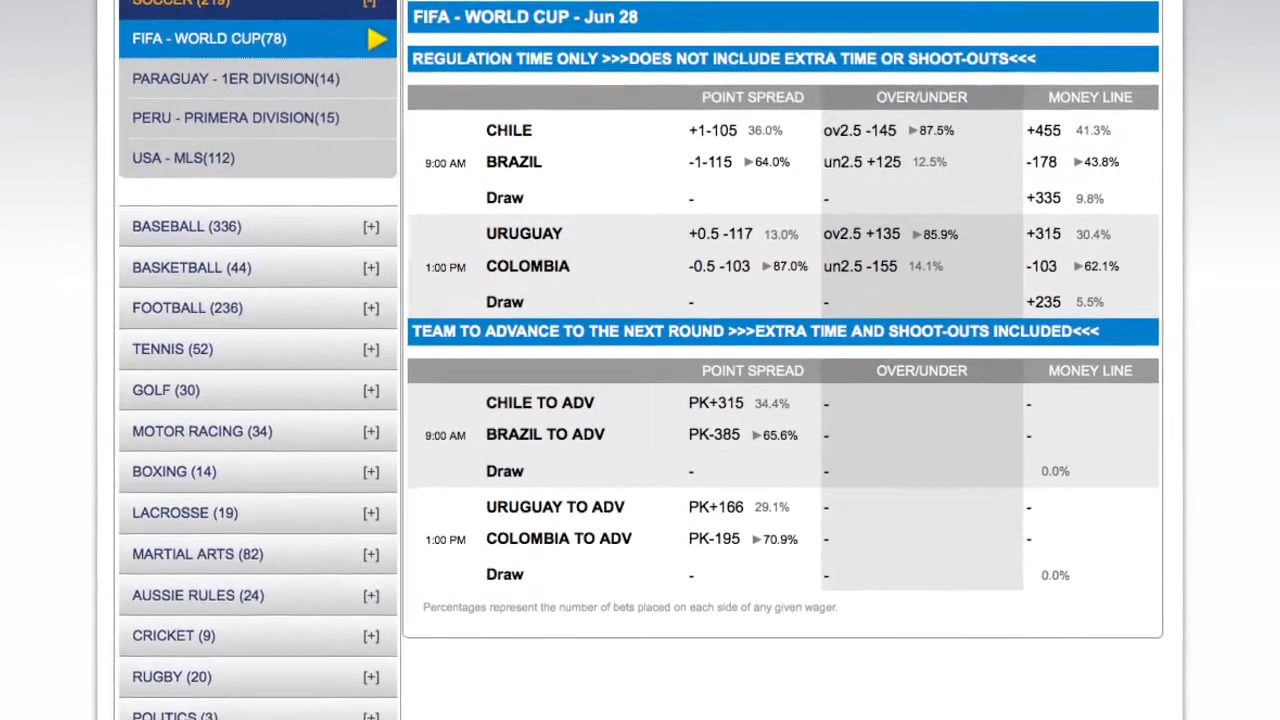 SOCCER (219) [-]
FIFA - WORLD CUP(78)
PARAGUAY - 1ER DIVISION(14)
PERU - PRIMERA DIVISION(15)
USA - MLS(112)
BASEBALL (336) [+]
BASKETBALL (44) [+]
FOOTBALL (236) [+]
TENNIS (52) [+]
GOLF (30) [+]
MOTOR RACING (34) [+]
BOXING (14) [+]
LACROSSE (19) [+]
MARTIAL ARTS (82) [+]
AUSSIE RULES (24) [+]
CRICKET (9) [+]
RUGBY (20) [+]
POLITICS (3) [+]
FIFA - WORLD CUP - Jun 28
REGULATION TIME ONLY >>>DOES NOT INCLUDE EXTRA TIME OR SHOOT-OUTS<<<
POINT SPREAD OVER/UNDER MONEY LINE
CHILE +1-105 36.0% ov2.5 -145 ▶87.5% +455 41.3%
9:00 AM BRAZIL -1-115 ▶64.0% un2.5 +125 12.5% -178 ▶43.8%
Draw - - +335 9.8%
URUGUAY +0.5 -117 13.0% ov2.5 +135 ▶85.9% +315 30.4%
1:00 PM COLOMBIA -0.5 -103 ▶87.0% un2.5 -155 14.1% -103 ▶62.1%
Draw - - +235 5.5%
TEAM TO ADVANCE TO THE NEXT ROUND >>>EXTRA TIME AND SHOOT-OUTS INCLUDED<<<
POINT SPREAD OVER/UNDER MONEY LINE
CHILE TO ADV PK+315 34.4% - -
9:00 AM BRAZIL TO ADV PK-385 ▶65.6% - -
Draw - - 0.0%
URUGUAY TO ADV PK+166 29.1% - -
1:00 PM COLOMBIA TO ADV PK-195 ▶70.9% - -
Draw - - 0.0%
Percentages represent the number of bets placed on each side of any given wager.